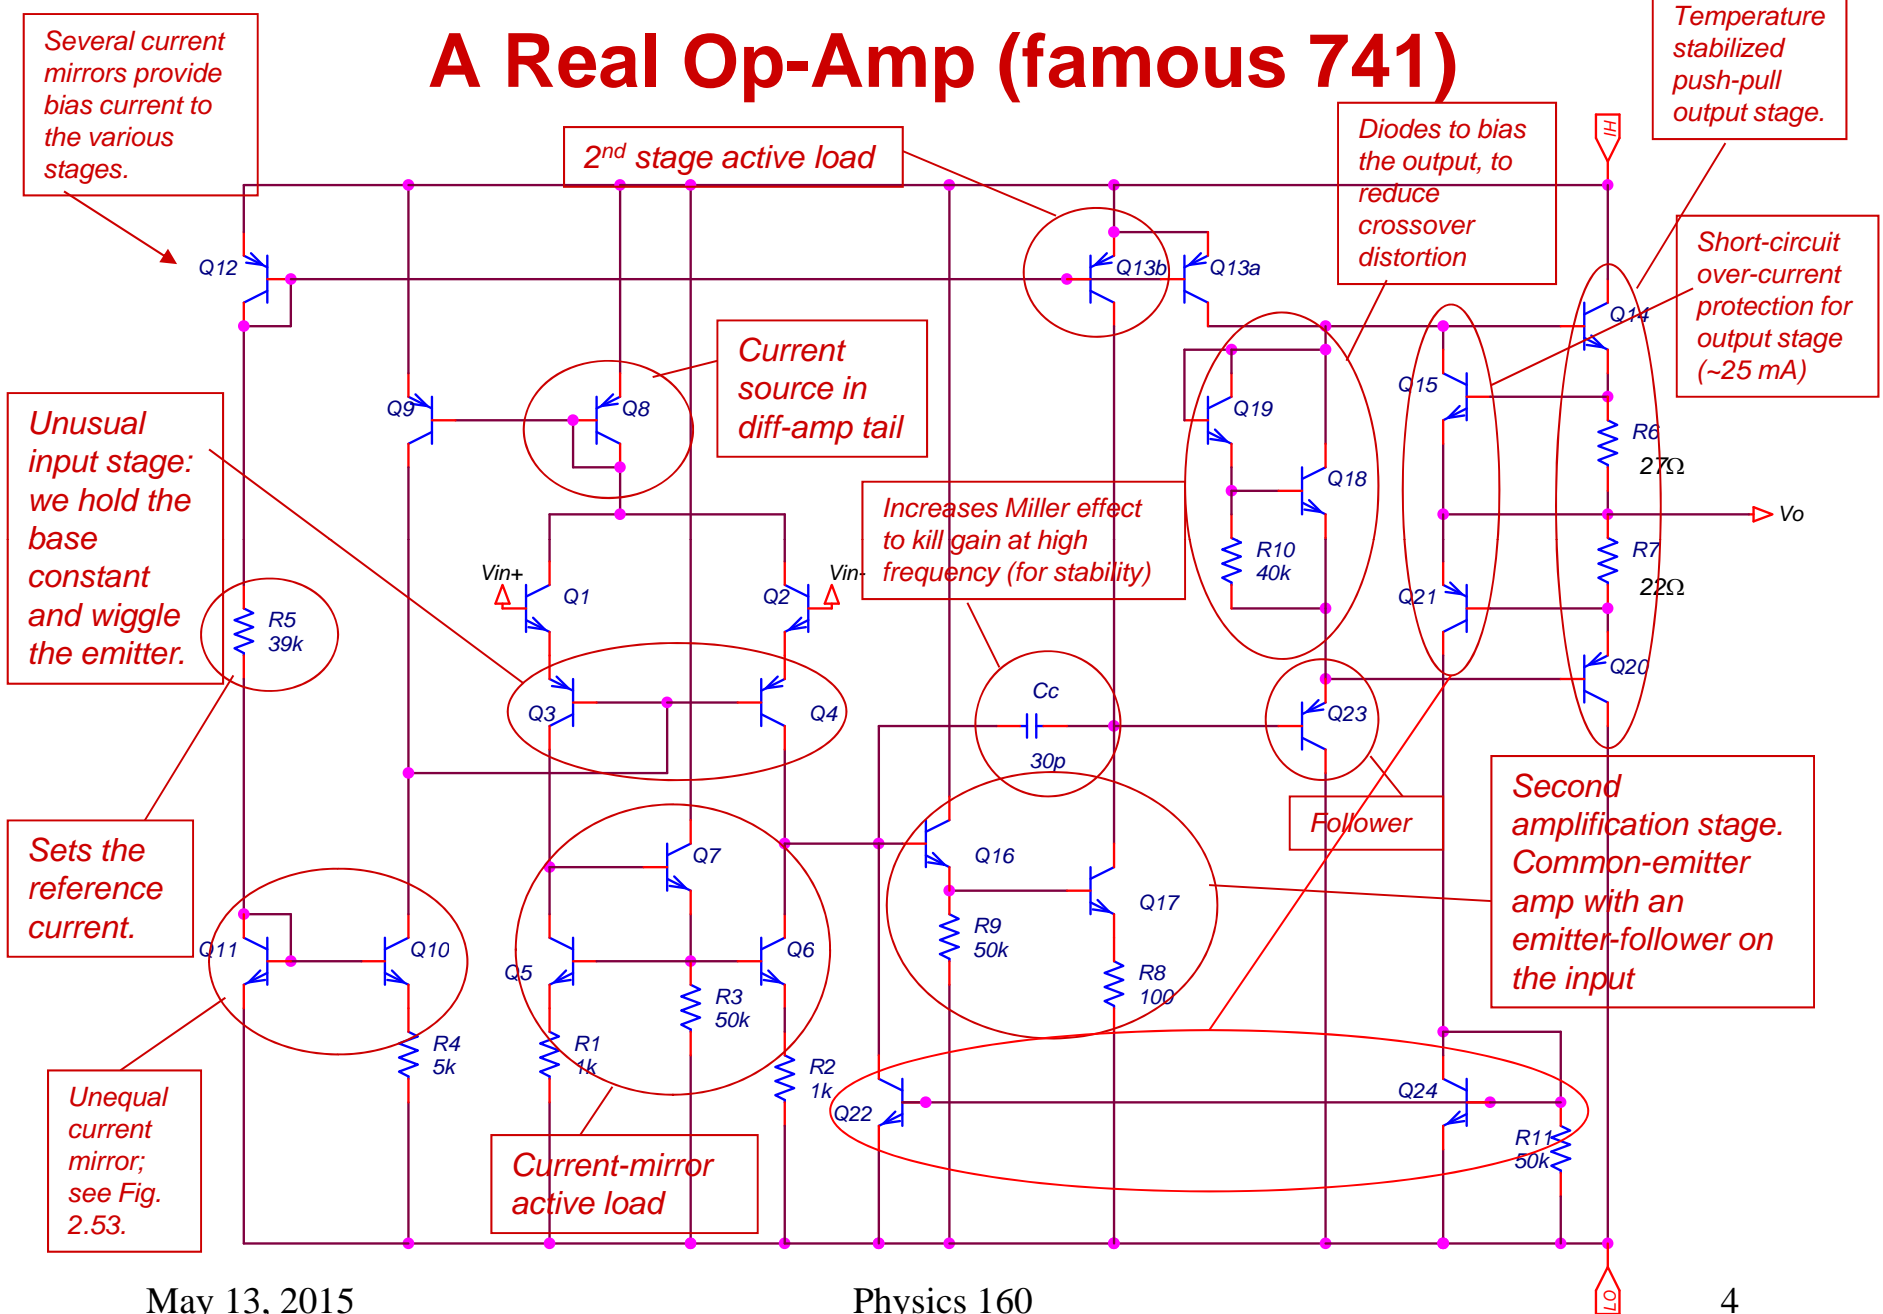 A Real Op-Amp (famous 741)
Several current
mirrors provide
bias current to
the various
stages.
2nd stage active load
Diodes to bias
the output, to
reduce
crossover
distortion
Temperature
stabilized
push-pull
output stage.
HI
Short-circuit
over-current
protection for
output stage
(~25 mA)
Q12
Q13b
Q13a
Q14
Current
source in
diff-amp tail
Q9
Q8
Q19
Q15
Unusual
input stage:
we hold the
base
constant
and wiggle
the emitter.
R6
27Ω
Q18
Increases Miller effect
to kill gain at high
frequency (for stability)
Vo
R10
40k
R7
22Ω
Vin+
Q1
Q2
Vin-
Q21
R5
39k
Q20
Q3
Q4
Cc
30p
Q23
Sets the
reference
current.
Follower
Second
amplification stage.
Common-emitter
amp with an
emitter-follower on
the input
Q7
Q16
Q17
Q11
Q10
Q5
Q6
R9
50k
R3
50k
R8
100
R4
5k
R1
1k
R2
1k
Q22
Q24
R11
50k
Unequal
current
mirror;
see Fig.
2.53.
Current-mirror
active load
LO
May 13, 2015
Physics 160
4